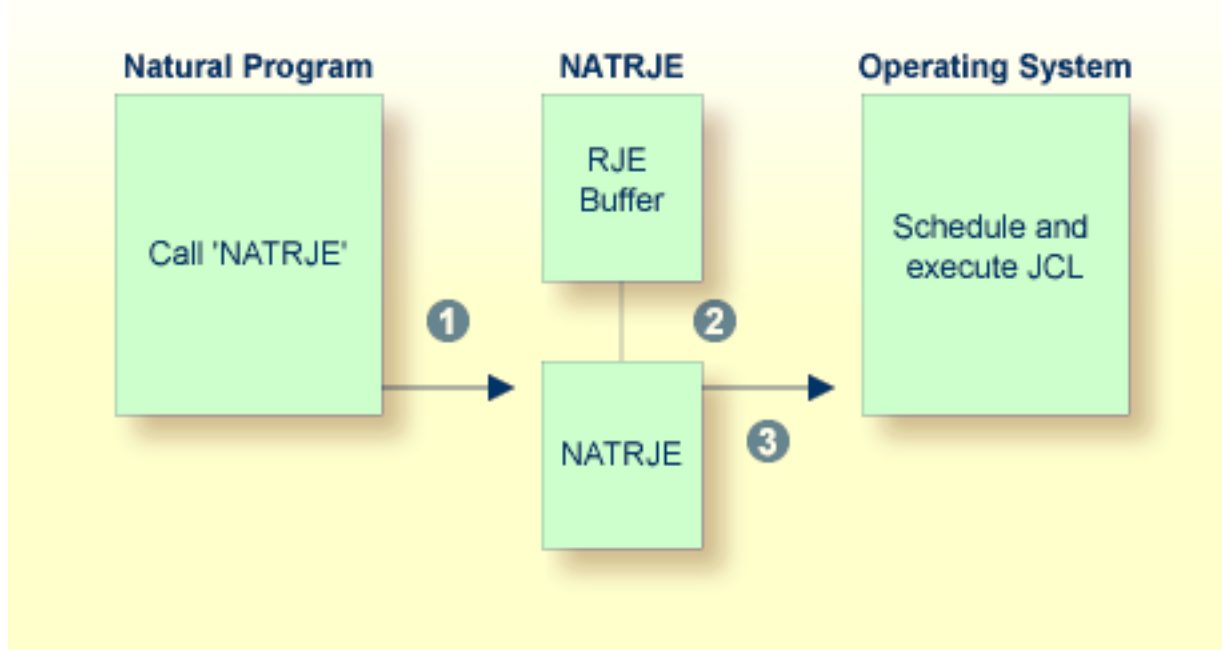 Natural Program
NATRJE
Operating System
Call 'NATRJE'
RJE
Buffer
Schedule and
execute JCL
1
2
NATRJE
3